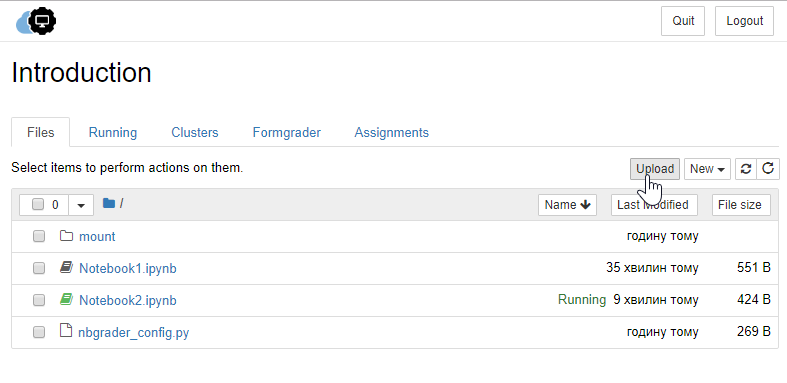 Quit Logout
Introduction
Files Running Clusters Formgrader Assignments
Select items to perform actions on them. Upload New
0 / Name Last Modified File size
mount годину тому
Notebook1.ipynb 35 хвилин тому 551 B
Notebook2.ipynb Running 9 хвилин тому 424 B
nbgrader_config.py годину тому 269 B